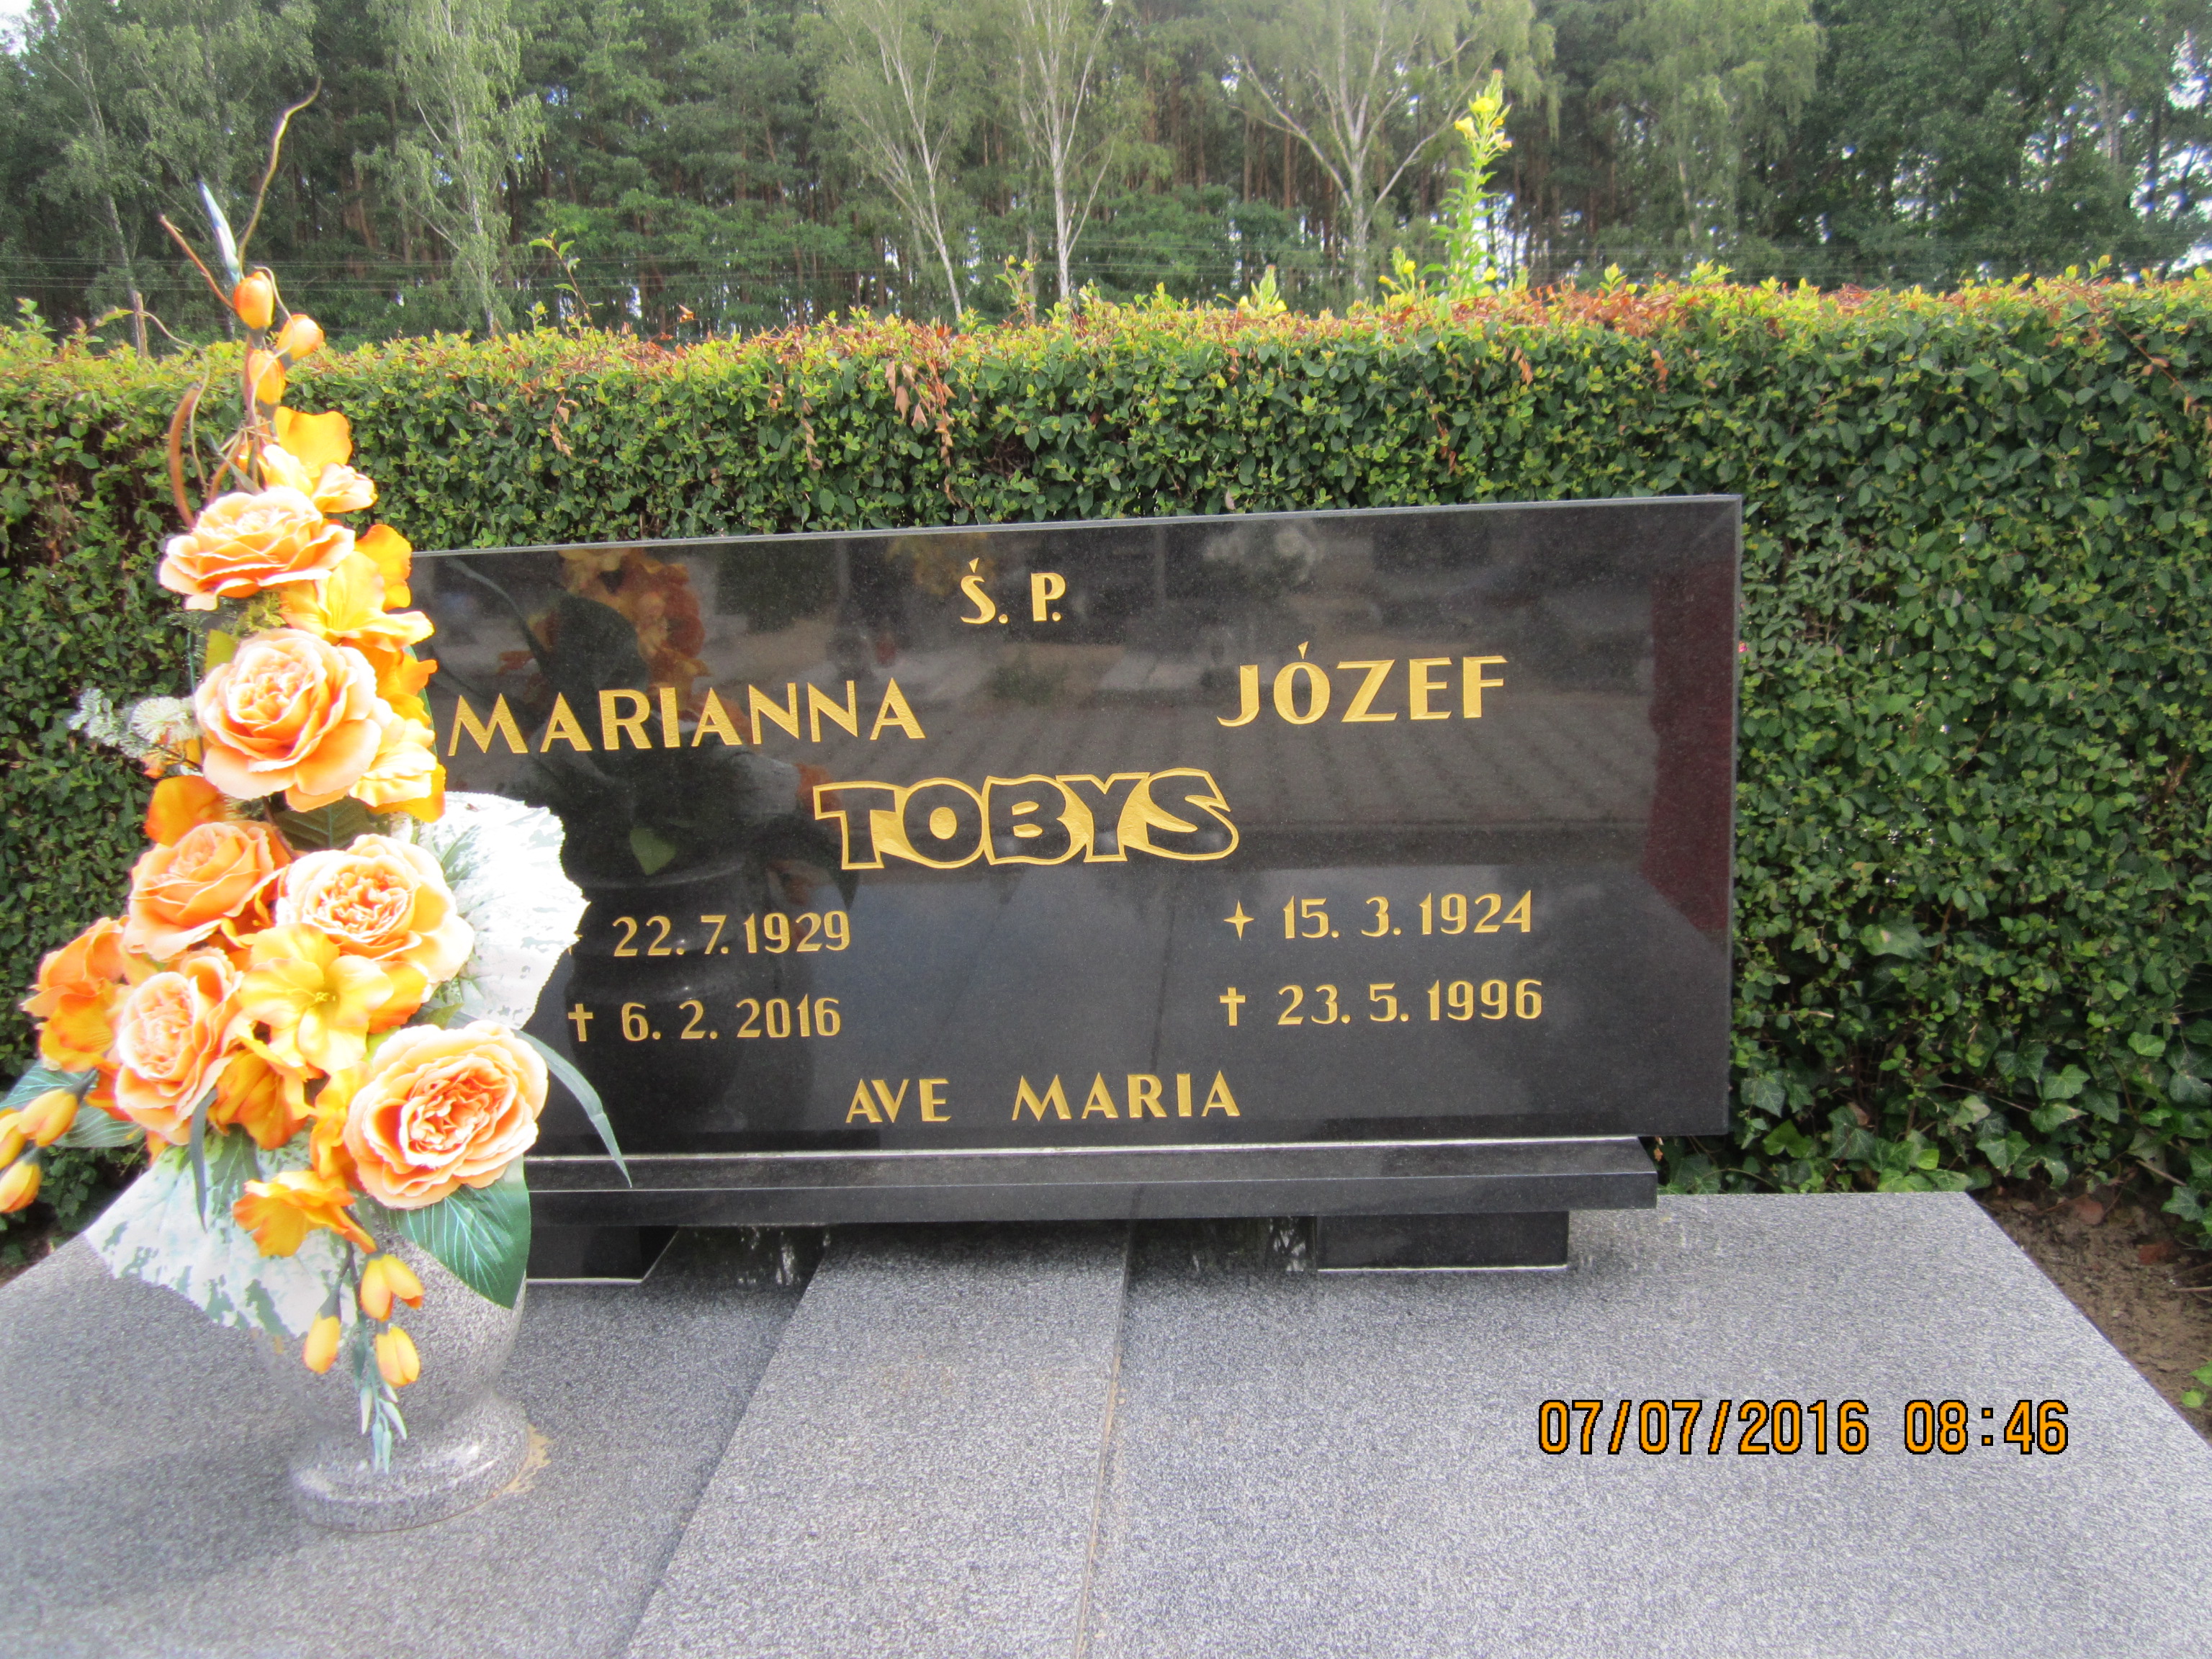 Ś. P.
MARIANNA JÓZEF
TOBYS
22. 7. 1929 ✦ 15. 3. 1924
✝ 6. 2. 2016 ✝ 23. 5. 1996
AVE MARIA
07/07/2016 08:46